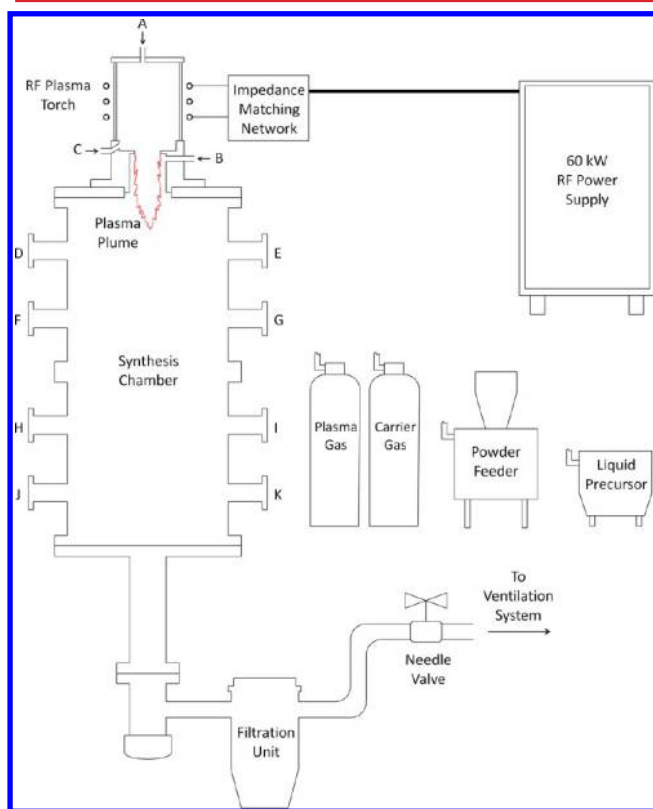 A
RF Plasma
Torch
Impedance
Matching
Network
C
B
60 kW
RF Power
Supply
Plasma
Plume
D
E
F
G
Synthesis
Chamber
Plasma
Gas
Carrier
Gas
Powder
Feeder
Liquid
Precursor
H
I
J
K
To
Ventilation
System
Needle
Valve
Filtration
Unit